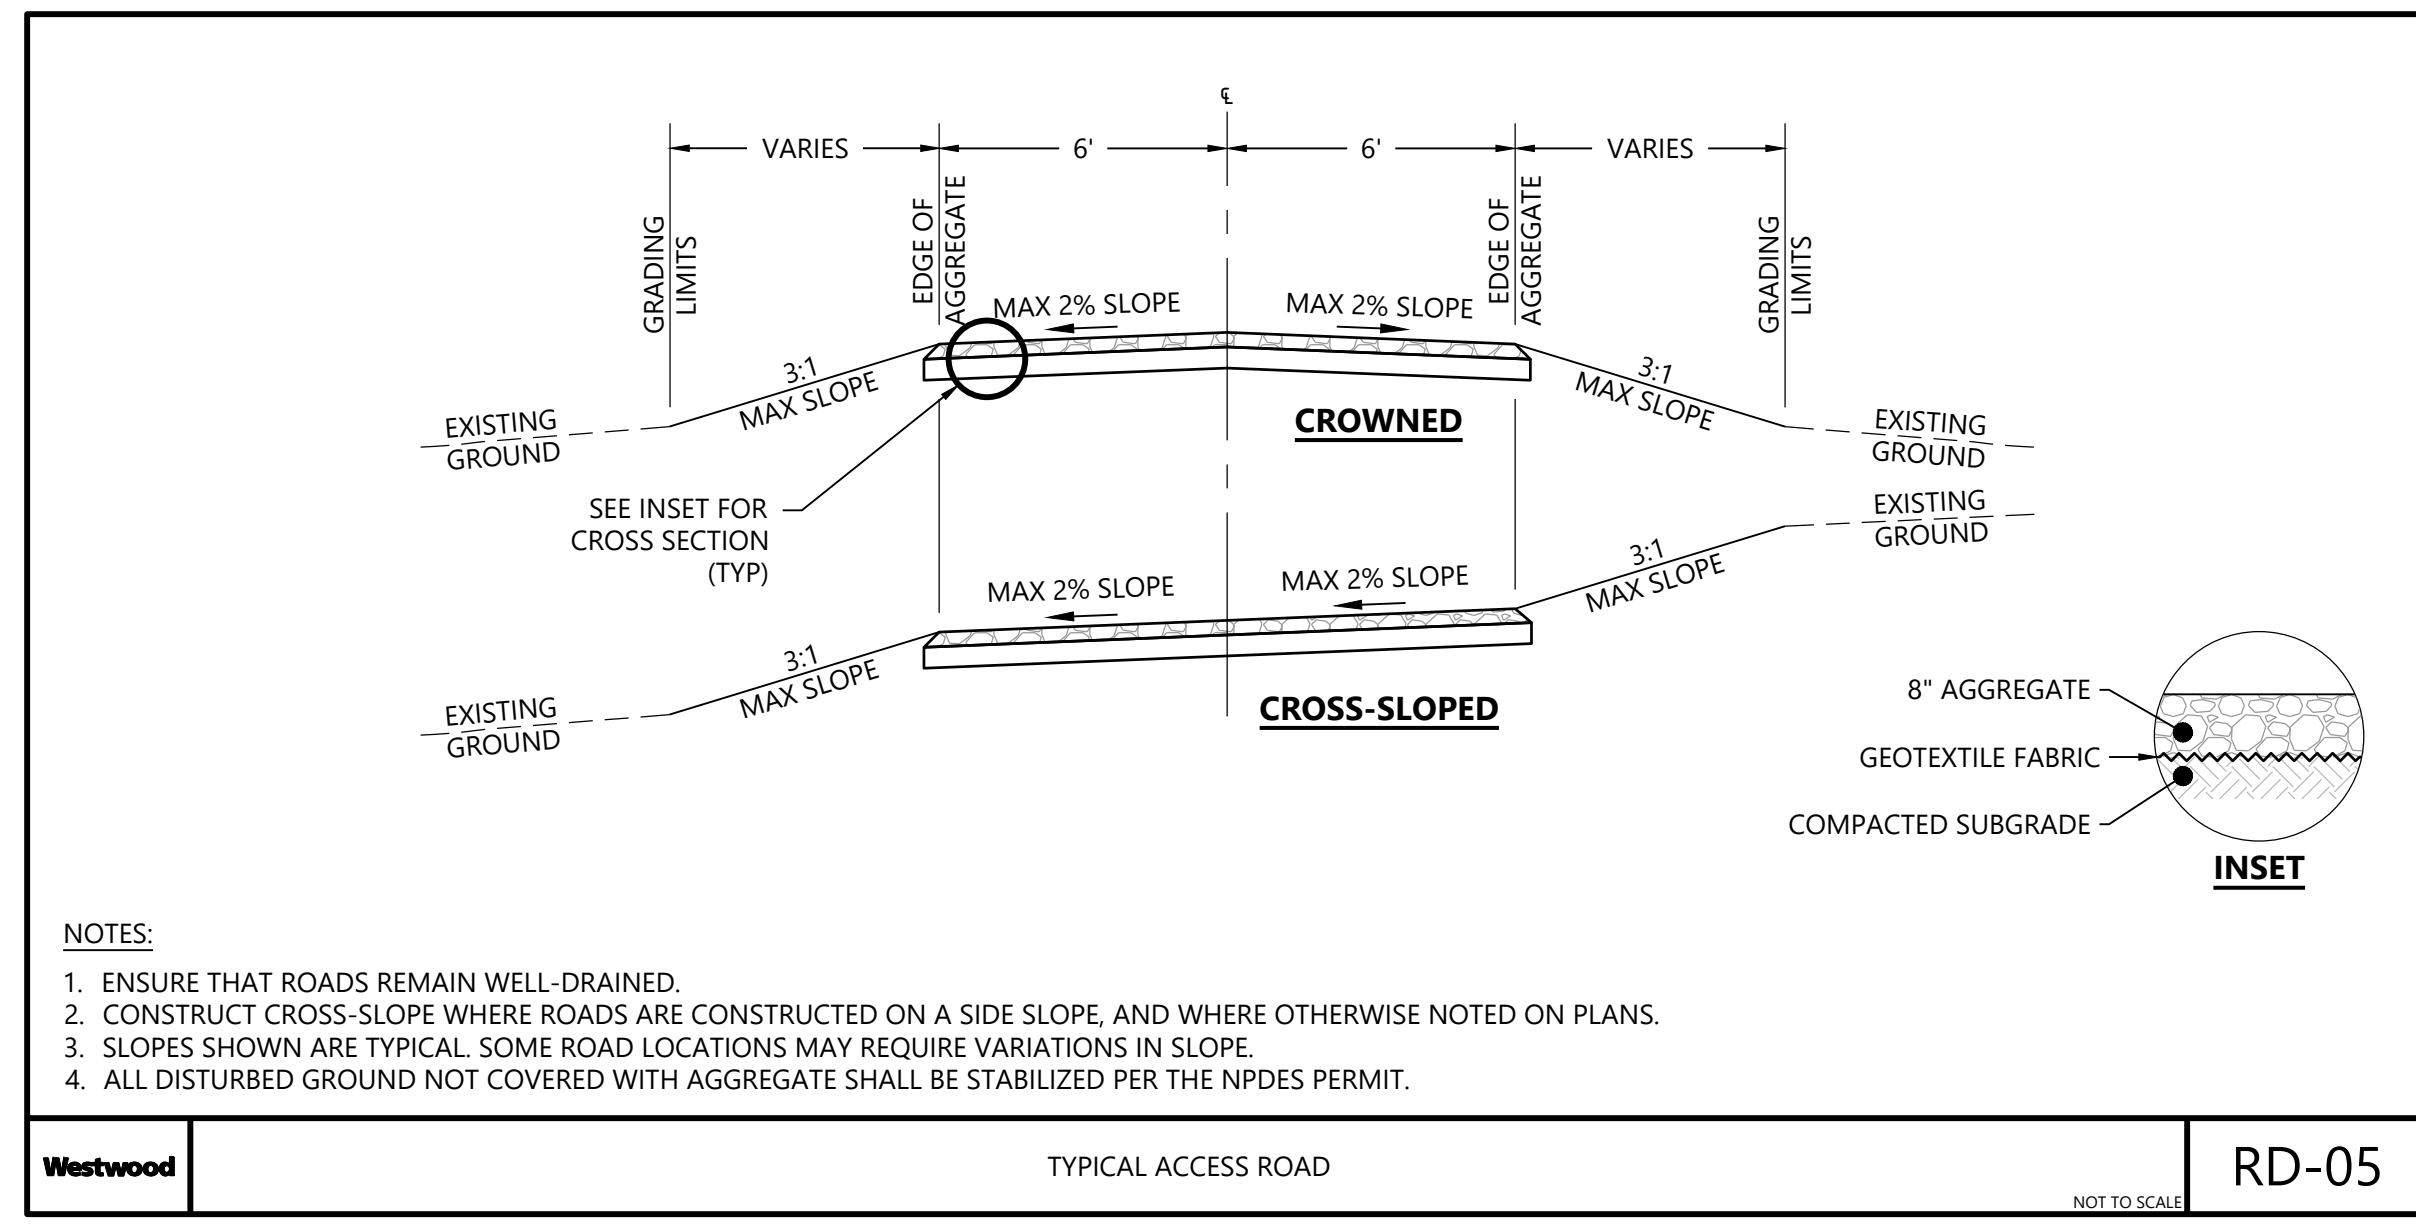 ℄
VARIES
6'
6'
VARIES
GRADING
LIMITS
EDGE OF
AGGREGATE
EDGE OF
AGGREGATE
GRADING
LIMITS
MAX 2% SLOPE
MAX 2% SLOPE
3:1
MAX SLOPE
3:1
MAX SLOPE
CROWNED
EXISTING
GROUND
EXISTING
GROUND
SEE INSET FOR
CROSS SECTION
(TYP)
EXISTING
GROUND
MAX 2% SLOPE
MAX 2% SLOPE
3:1
MAX SLOPE
3:1
MAX SLOPE
CROSS-SLOPED
EXISTING
GROUND
8" AGGREGATE
GEOTEXTILE FABRIC
COMPACTED SUBGRADE
INSET
NOTES:
1. ENSURE THAT ROADS REMAIN WELL-DRAINED.
2. CONSTRUCT CROSS-SLOPE WHERE ROADS ARE CONSTRUCTED ON A SIDE SLOPE, AND WHERE OTHERWISE NOTED ON PLANS.
3. SLOPES SHOWN ARE TYPICAL. SOME ROAD LOCATIONS MAY REQUIRE VARIATIONS IN SLOPE.
4. ALL DISTURBED GROUND NOT COVERED WITH AGGREGATE SHALL BE STABILIZED PER THE NPDES PERMIT.
Westwood
TYPICAL ACCESS ROAD
NOT TO SCALE
RD-05